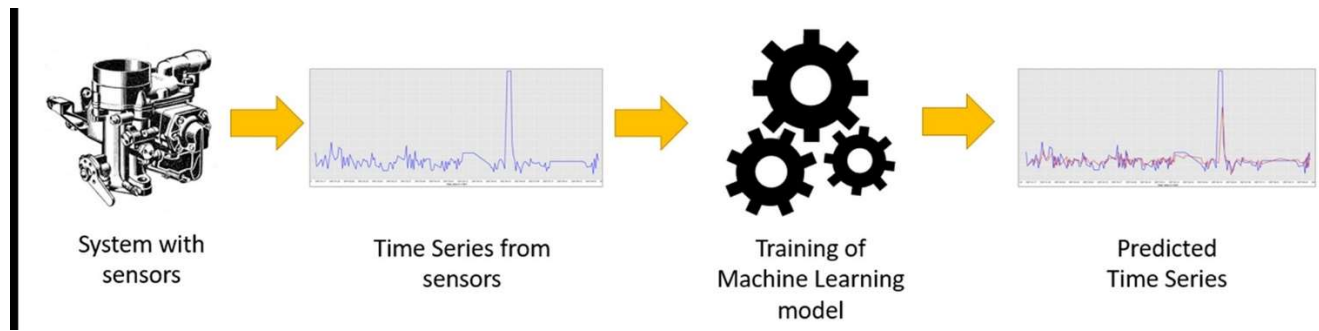 System with
sensors
Time Series from
sensors
Training of
Machine Learning
model
Predicted
Time Series